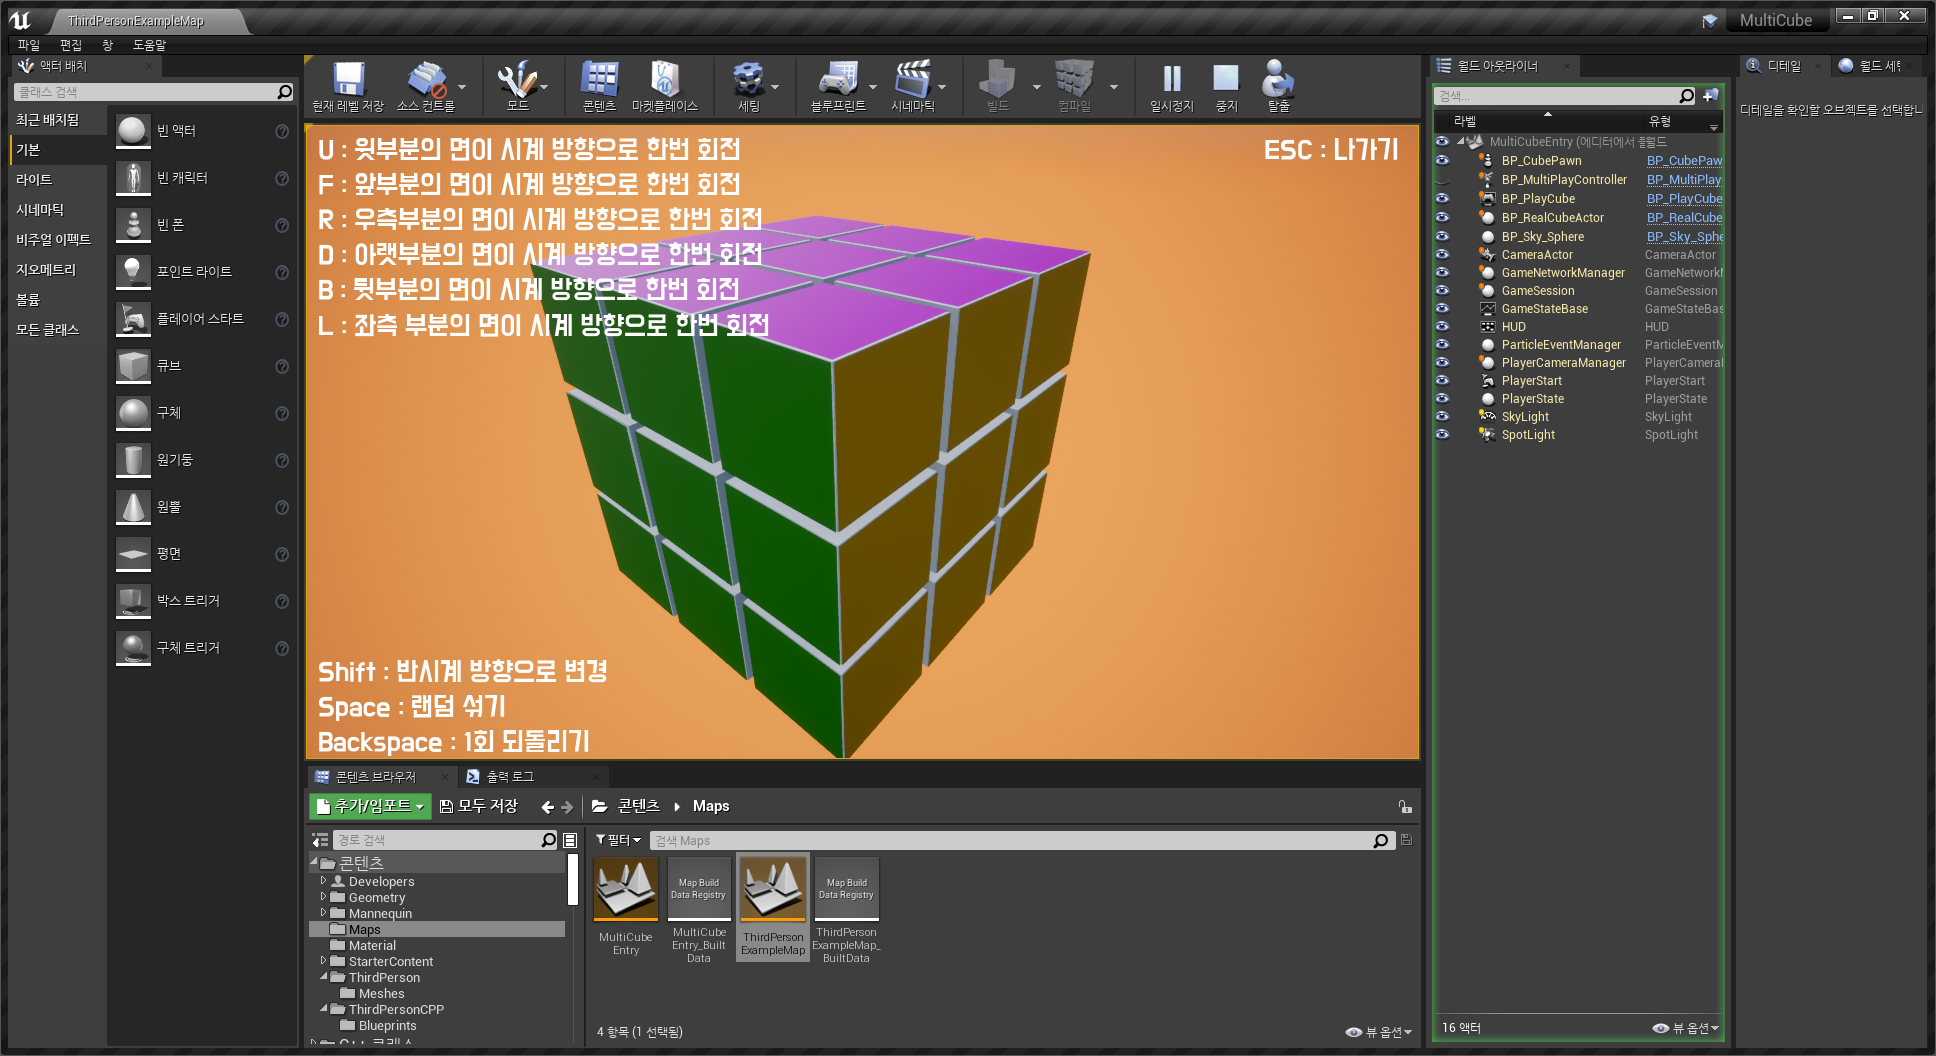 ThirdPersonExampleMap
MultiCube
파일 편집 창 도움말
액터 배치
클래스 검색
최근 배치됨
기본
라이트
시네마틱
비주얼 이펙트
지오메트리
볼륨
모든 클래스
빈 액터
빈 캐릭터
빈 폰
포인트 라이트
플레이어 스타트
큐브
구체
원기둥
원뿔
평면
박스 트리거
구체 트리거
현재 레벨 저장 소스 컨트롤 모드 콘텐츠 마켓플레이스 세팅 블루프린트 시네마틱 빌드 컴파일 일시정지 중지 탈출
U : 윗부분의 면이 시계 방향으로 한번 회전
F : 앞부분의 면이 시계 방향으로 한번 회전
R : 우측부분의 면이 시계 방향으로 한번 회전
D : 아랫부분의 면이 시계 방향으로 한번 회전
B : 뒷부분의 면이 시계 방향으로 한번 회전
L : 좌측 부분의 면이 시계 방향으로 한번 회전
ESC : 나가기
Shift : 반시계 방향으로 변경
Space : 랜덤 섞기
Backspace : 1회 되돌리기
콘텐츠 브라우저 출력 로그
추가/임포트 모두 저장 콘텐츠 Maps
경로 검색
콘텐츠
Developers
Geometry
Mannequin
Maps
Material
StarterContent
ThirdPerson
Meshes
ThirdPersonCPP
Blueprints
C++ 클래스
필터 검색 Maps
Map Build
Data Registry
Map Build
Data Registry
MultiCube
Entry
MultiCube
Entry_Built
Data
ThirdPerson
ExampleMap
ThirdPerson
ExampleMap_
BuiltData
4 항목 (1 선택됨)
뷰 옵션
월드 아웃라이너
검색...
라벨 유형
MultiCubeEntry (에디터에서 월드
BP_CubePawn BP_CubePaw
BP_MultiPlayController BP_MultiPlay
BP_PlayCube BP_PlayCube
BP_RealCubeActor BP_RealCube
BP_Sky_Sphere BP_Sky_Sphe
CameraActor CameraActor
GameNetworkManager GameNetwork
GameSession GameSession
GameStateBase GameStateBas
HUD HUD
ParticleEventManager ParticleEventM
PlayerCameraManager PlayerCamera
PlayerStart PlayerStart
PlayerState PlayerState
SkyLight SkyLight
SpotLight SpotLight
16 액터
뷰 옵션
디테일 월드 세팅
디테일을 확인할 오브젝트를 선택합니